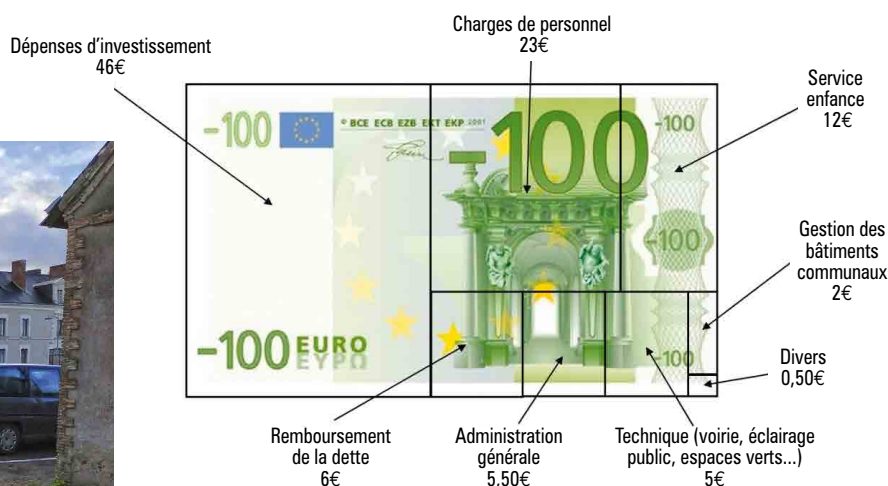 Charges de personnel
23€
Dépenses d'investissement
46€
Service
enfance
12€
-100
© BCE ECB EZB EKT EKP 2001
100
-100
-100
Gestion des
bâtiments
communaux
2€
-100 EURO
ΕΥΡΩ
-100
Divers
0,50€
Remboursement
de la dette
6€
Administration
générale
5.50€
Technique (voirie, éclairage
public, espaces verts...)
5€